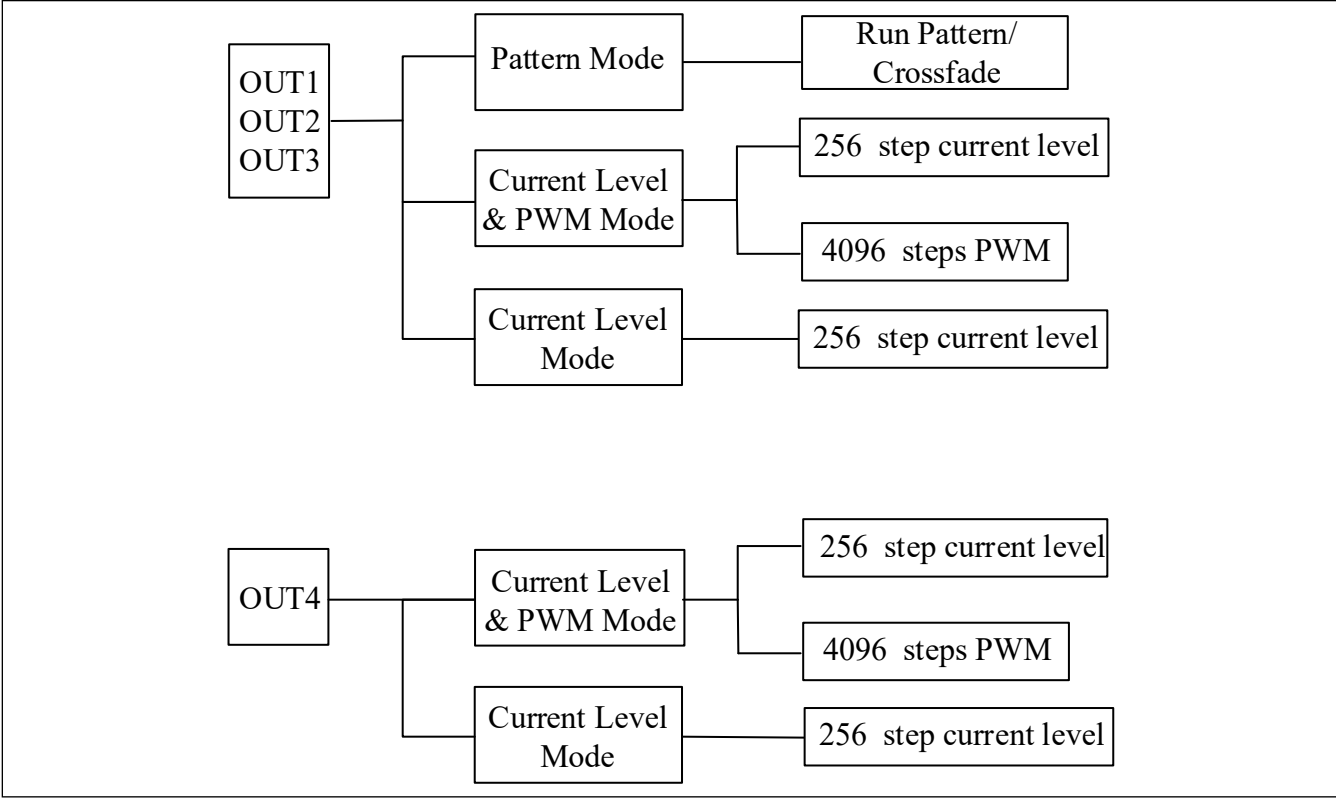 OUT1
OUT2
OUT3
Pattern Mode
Run Pattern/
Crossfade
Current Level
& PWM Mode
256 step current level
4096 steps PWM
Current Level
Mode
256 step current level
OUT4
Current Level
& PWM Mode
256 step current level
4096 steps PWM
Current Level
Mode
256 step current level